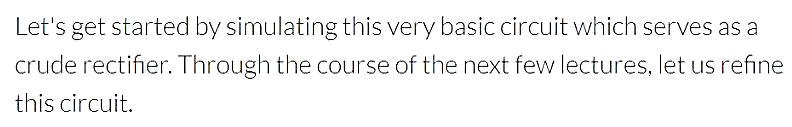 Let's get started by simulating this very basic circuit which serves as a
crude rectifier. Through the course of the next few lectures, let us refine
this circuit.